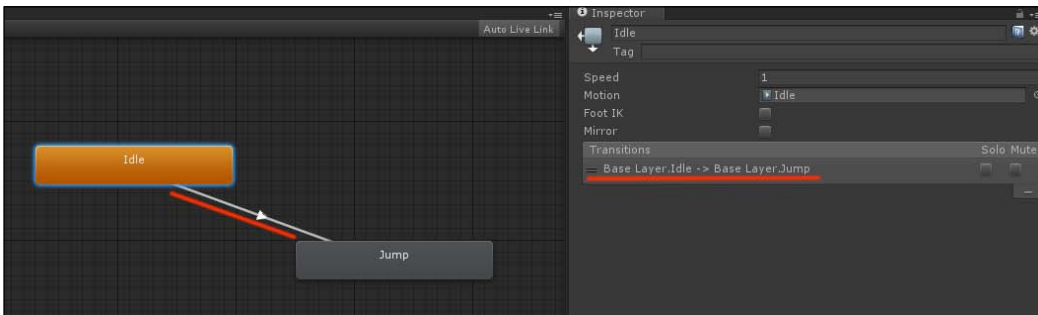 Auto Live Link
Idle
Jump
Inspector
Idle
Tag
Speed 1
Motion Idle
Foot IK
Mirror
Transitions Solo Mute
Base Layer.Idle -> Base Layer.Jump